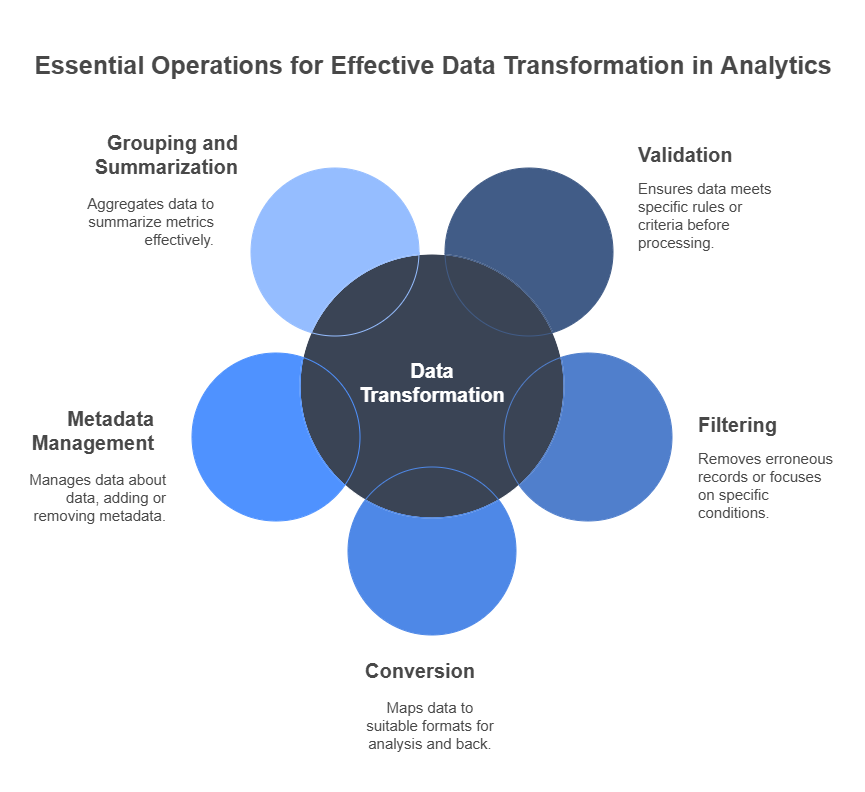 Essential Operations for Effective Data Transformation in Analytics
Grouping and
Summarization
Aggregates data to
summarize metrics
effectively.
Validation
Ensures data meets
specific rules or
criteria before
processing.
Data
Transformation
Metadata
Management
Manages data about
data, adding or
removing metadata.
Filtering
Removes erroneous
records or focuses
on specific
conditions.
Conversion
Maps data to
suitable formats for
analysis and back.